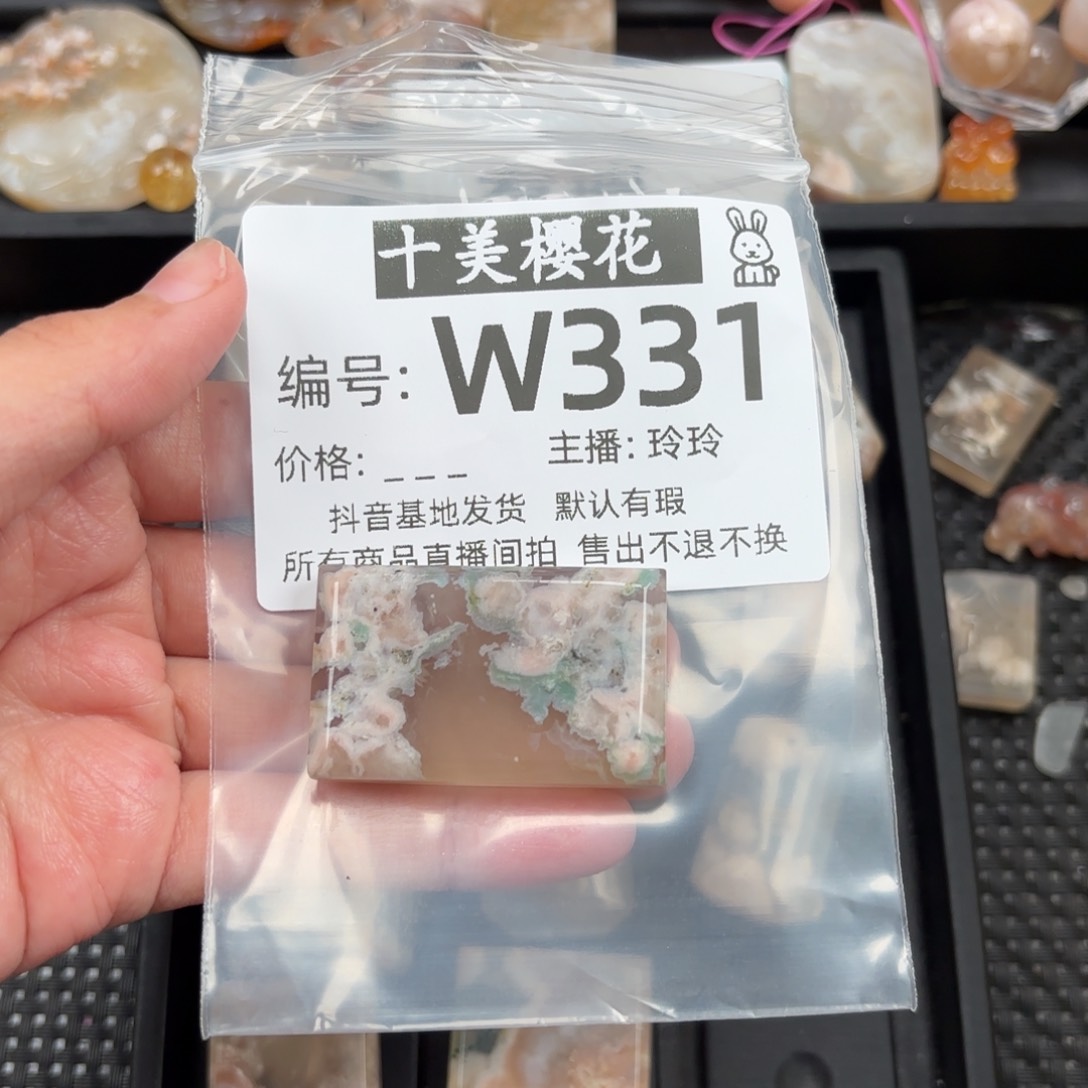 十美樱花
编号: W331
价格: _ _ _ 主播: 玲玲
抖音基地发货 默认有瑕
所有商品直播间拍 售出不退不换